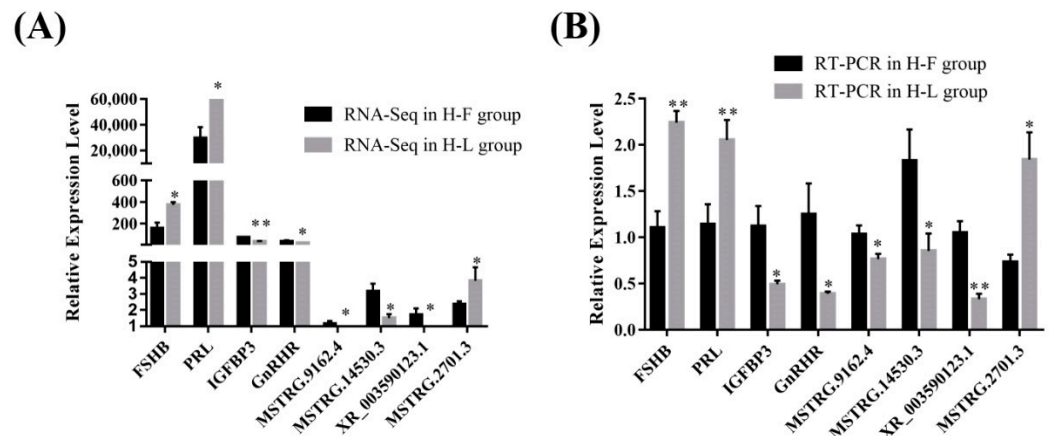 (A)
RNA-Seq in H-F group
RNA-Seq in H-L group
Relative Expression Level
60,000
40,000
20,000
600
400
200
5
4
3
2
1
*
*
**
*
*
*
*
*
FSHB
PRL
IGFBP3
GnRHR
MSTRG.9162.4
MSTRG.14530.3
XR_003590123.1
MSTRG.2701.3
(B)
RT-PCR in H-F group
RT-PCR in H-L group
Relative Expression Level
2.5
2.0
1.5
1.0
0.5
0.0
**
**
*
*
*
*
**
*
FSHB
PRL
IGFBP3
GnRHR
MSTRG.9162.4
MSTRG.14530.3
XR_003590123.1
MSTRG.2701.3